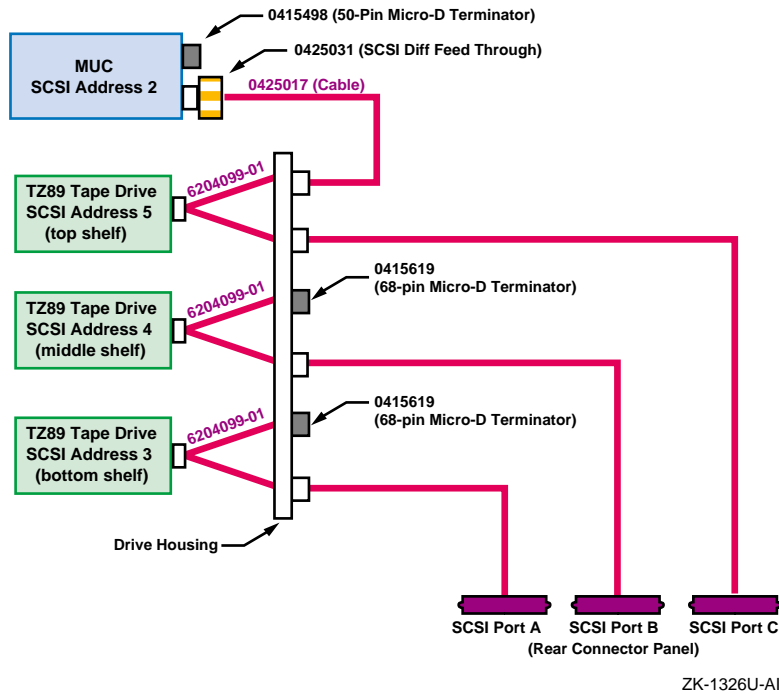 0415498 (50-Pin Micro-D Terminator)
0425031 (SCSI Diff Feed Through)
MUC
SCSI Address 2
0425017 (Cable)
6204099-01
TZ89 Tape Drive
SCSI Address 5
(top shelf)
0415619
(68-pin Micro-D Terminator)
6204099-01
TZ89 Tape Drive
SCSI Address 4
(middle shelf)
0415619
(68-pin Micro-D Terminator)
6204099-01
TZ89 Tape Drive
SCSI Address 3
(bottom shelf)
Drive Housing
SCSI Port A
SCSI Port B
SCSI Port C
(Rear Connector Panel)